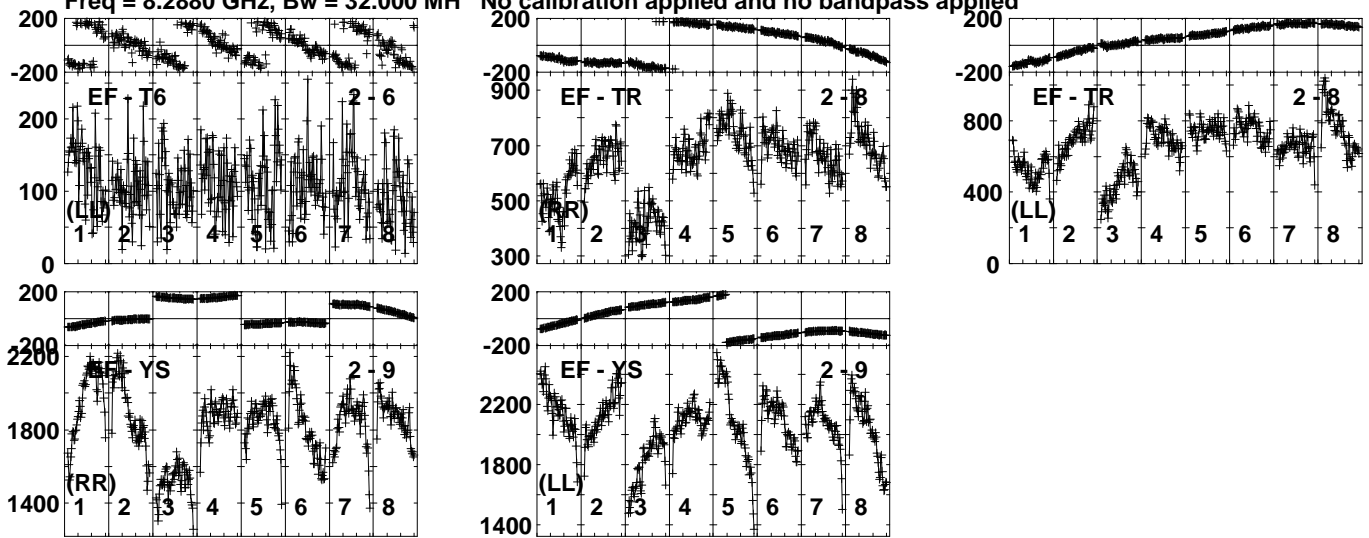 Freq = 8.2880 GHz, Bw = 32.000 MH No calibration applied and no bandpass applied
200
-200
EF - T6 2 - 6
200
100
0
(LL)
1 2 3 4 5 6 7 8
200
-200
EF - TR 2 - 8
900
700
500
300
(RR)
1 2 3 4 5 6 7 8
200
-200
EF - TR 2 - 8
800
400
0
(LL)
1 2 3 4 5 6 7 8
200
-200
EF - YS 2 - 9
2200
1800
1400
(RR)
1 2 3 4 5 6 7 8
200
-200
EF - YS 2 - 9
2200
1800
1400
(LL)
1 2 3 4 5 6 7 8